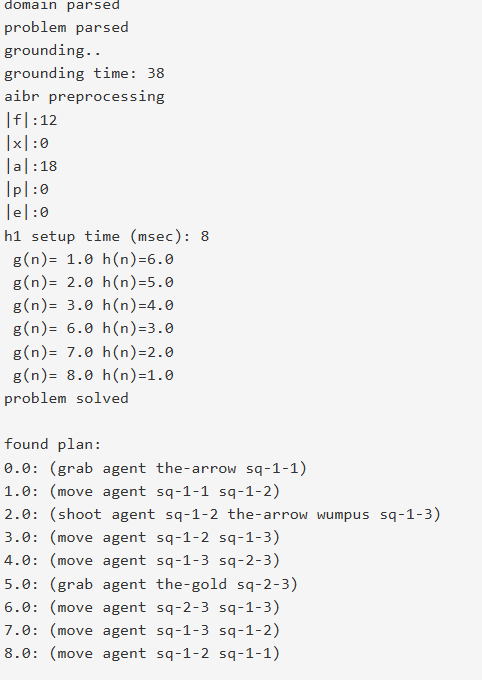 domain parsed
problem parsed
grounding..
grounding time: 38
aibr preprocessing
|f|:12
|x|:0
|a|:18
|p|:0
|e|:0
h1 setup time (msec): 8
g(n)= 1.0 h(n)=6.0
g(n)= 2.0 h(n)=5.0
g(n)= 3.0 h(n)=4.0
g(n)= 6.0 h(n)=3.0
g(n)= 7.0 h(n)=2.0
g(n)= 8.0 h(n)=1.0
problem solved
found plan:
0.0: (grab agent the-arrow sq-1-1)
1.0: (move agent sq-1-1 sq-1-2)
2.0: (shoot agent sq-1-2 the-arrow wumpus sq-1-3)
3.0: (move agent sq-1-2 sq-1-3)
4.0: (move agent sq-1-3 sq-2-3)
5.0: (grab agent the-gold sq-2-3)
6.0: (move agent sq-2-3 sq-1-3)
7.0: (move agent sq-1-3 sq-1-2)
8.0: (move agent sq-1-2 sq-1-1)